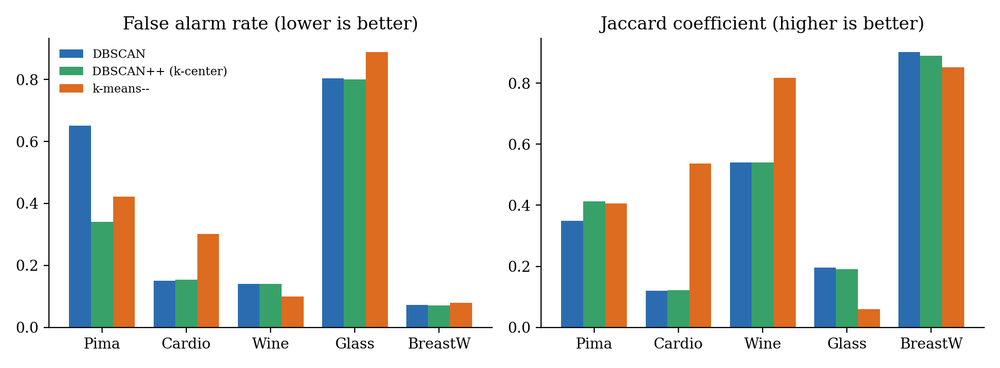 False alarm rate (lower is better)
DBSCAN
DBSCAN++ (k-center)
k-means--
0.8
0.6
0.4
0.2
0.0
Pima Cardio Wine Glass BreastW
Jaccard coefficient (higher is better)
0.8
0.6
0.4
0.2
0.0
Pima Cardio Wine Glass BreastW